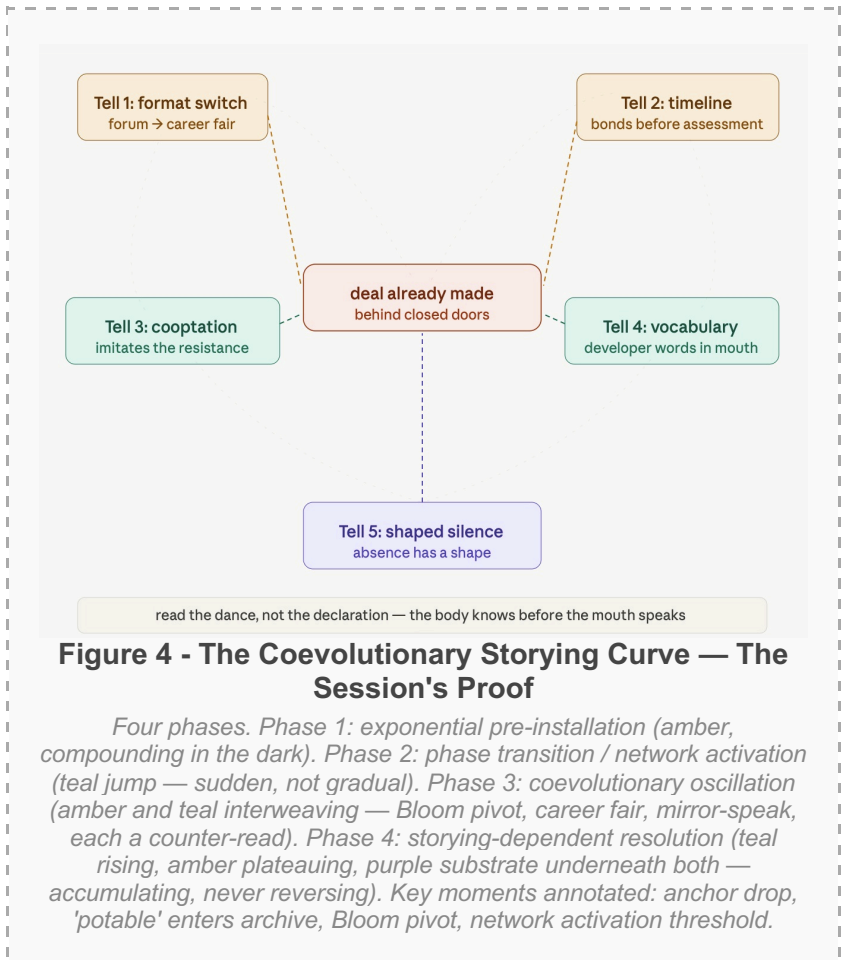 Tell 1: format switch
forum → career fair
Tell 2: timeline
bonds before assessment
deal already made
behind closed doors
Tell 3: cooptation
imitates the resistance
Tell 4: vocabulary
developer words in mouth
Tell 5: shaped silence
absence has a shape
read the dance, not the declaration — the body knows before the mouth speaks
Figure 4 - The Coevolutionary Storying Curve — The
Session's Proof
Four phases. Phase 1: exponential pre-installation (amber,
compounding in the dark). Phase 2: phase transition / network activation
(teal jump — sudden, not gradual). Phase 3: coevolutionary oscillation
(amber and teal interweaving — Bloom pivot, career fair, mirror-speak,
each a counter-read). Phase 4: storying-dependent resolution (teal
rising, amber plateauing, purple substrate underneath both —
accumulating, never reversing). Key moments annotated: anchor drop,
'potable' enters archive, Bloom pivot, network activation threshold.